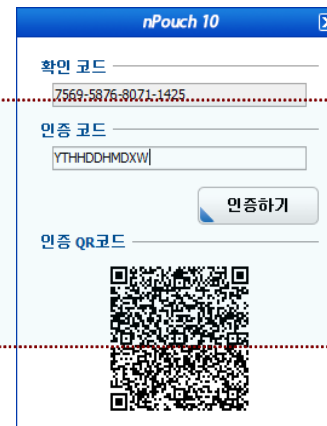 nPouch 10
확인 코드
7569-5876-8071-1425
인증 코드
YTHHDDHMDXW
인증하기
인증 QR코드